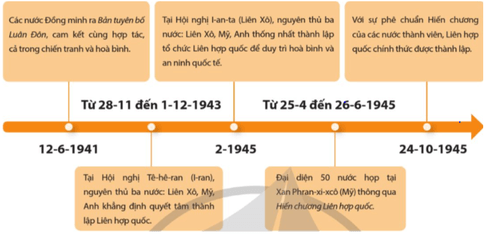 Các nước Đồng minh ra Bản tuyên bố
Luân Đôn, cam kết cùng hợp tác,
cả trong chiến tranh và hoà bình.
Tại Hội nghị I-an-ta (Liên Xô), nguyên thủ ba
nước: Liên Xô, Mỹ, Anh thống nhất thành lập
tổ chức Liên hợp quốc để duy trì hoà bình và
an ninh quốc tế.
Với sự phê chuẩn Hiến chương
của các nước thành viên, Liên hợp
quốc chính thức được thành lập.
Từ 28-11 đến 1-12-1943
Từ 25-4 đến 26-6-1945
12-6-1941
2-1945
24-10-1945
Tại Hội nghị Tê-hê-ran (I-ran),
nguyên thủ ba nước: Liên Xô, Mỹ,
Anh khẳng định quyết tâm thành
lập Liên hợp quốc.
Đại diện 50 nước họp tại
Xan Phran-xi-xcô (Mỹ) thông qua
Hiến chương Liên hợp quốc.